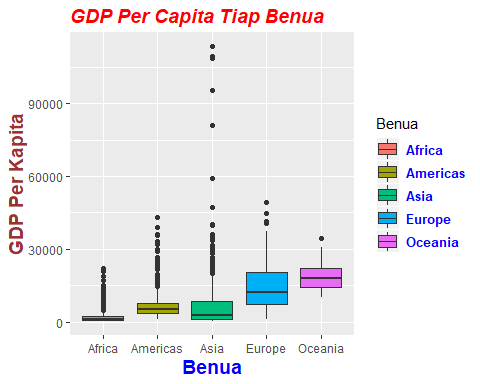 GDP Per Capita Tiap Benua
GDP Per Kapita
90000
60000
30000
0
Africa
Americas
Asia
Europe
Oceania
Benua
Benua
Africa
Americas
Asia
Europe
Oceania